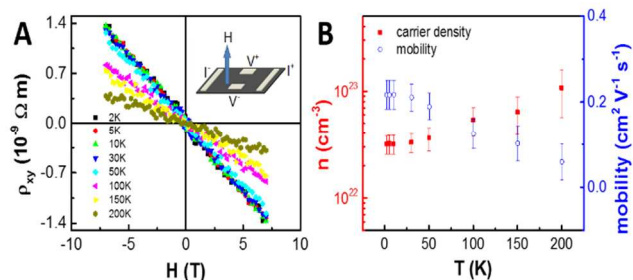 A
H
I⁻
V⁺
I⁺
V⁻
ρxy (10⁻⁹ Ω m)
1.4
0.7
0.0
-0.7
-1.4
2K
5K
10K
30K
50K
100K
150K
200K
-10
-5
0
5
10
H (T)
B
carrier density
mobility
n (cm⁻³)
10²³
10²²
0.4
0.2
0.0
mobility (cm² V⁻¹ s⁻¹)
0
50
100
150
200
T (K)